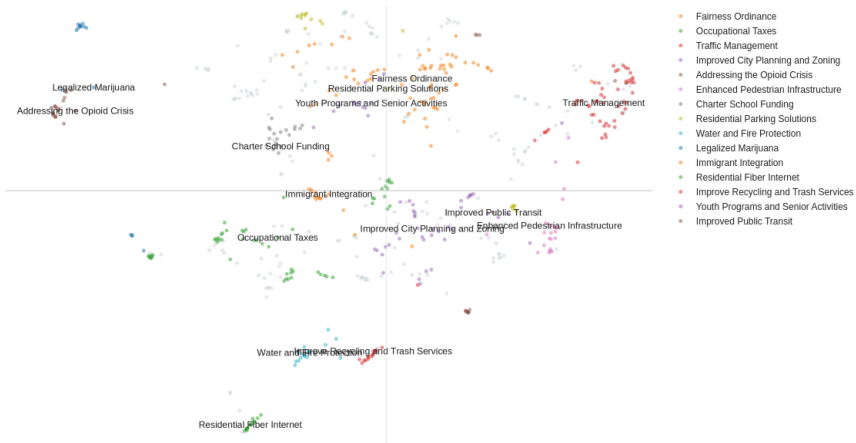 Fairness Ordinance
Occupational Taxes
Traffic Management
Improved City Planning and Zoning
Addressing the Opioid Crisis
Enhanced Pedestrian Infrastructure
Charter School Funding
Residential Parking Solutions
Water and Fire Protection
Legalized Marijuana
Immigrant Integration
Residential Fiber Internet
Improve Recycling and Trash Services
Youth Programs and Senior Activities
Improved Public Transit
Fairness Ordinance
Legalized Marijuana
Residential Parking Solutions
Youth Programs and Senior Activities
Traffic Management
Addressing the Opioid Crisis
Charter School Funding
Immigrant Integration
Improved Public Transit
Enhanced Pedestrian Infrastructure
Improved City Planning and Zoning
Occupational Taxes
Water and Fire Protection
Improve Recycling and Trash Services
Residential Fiber Internet